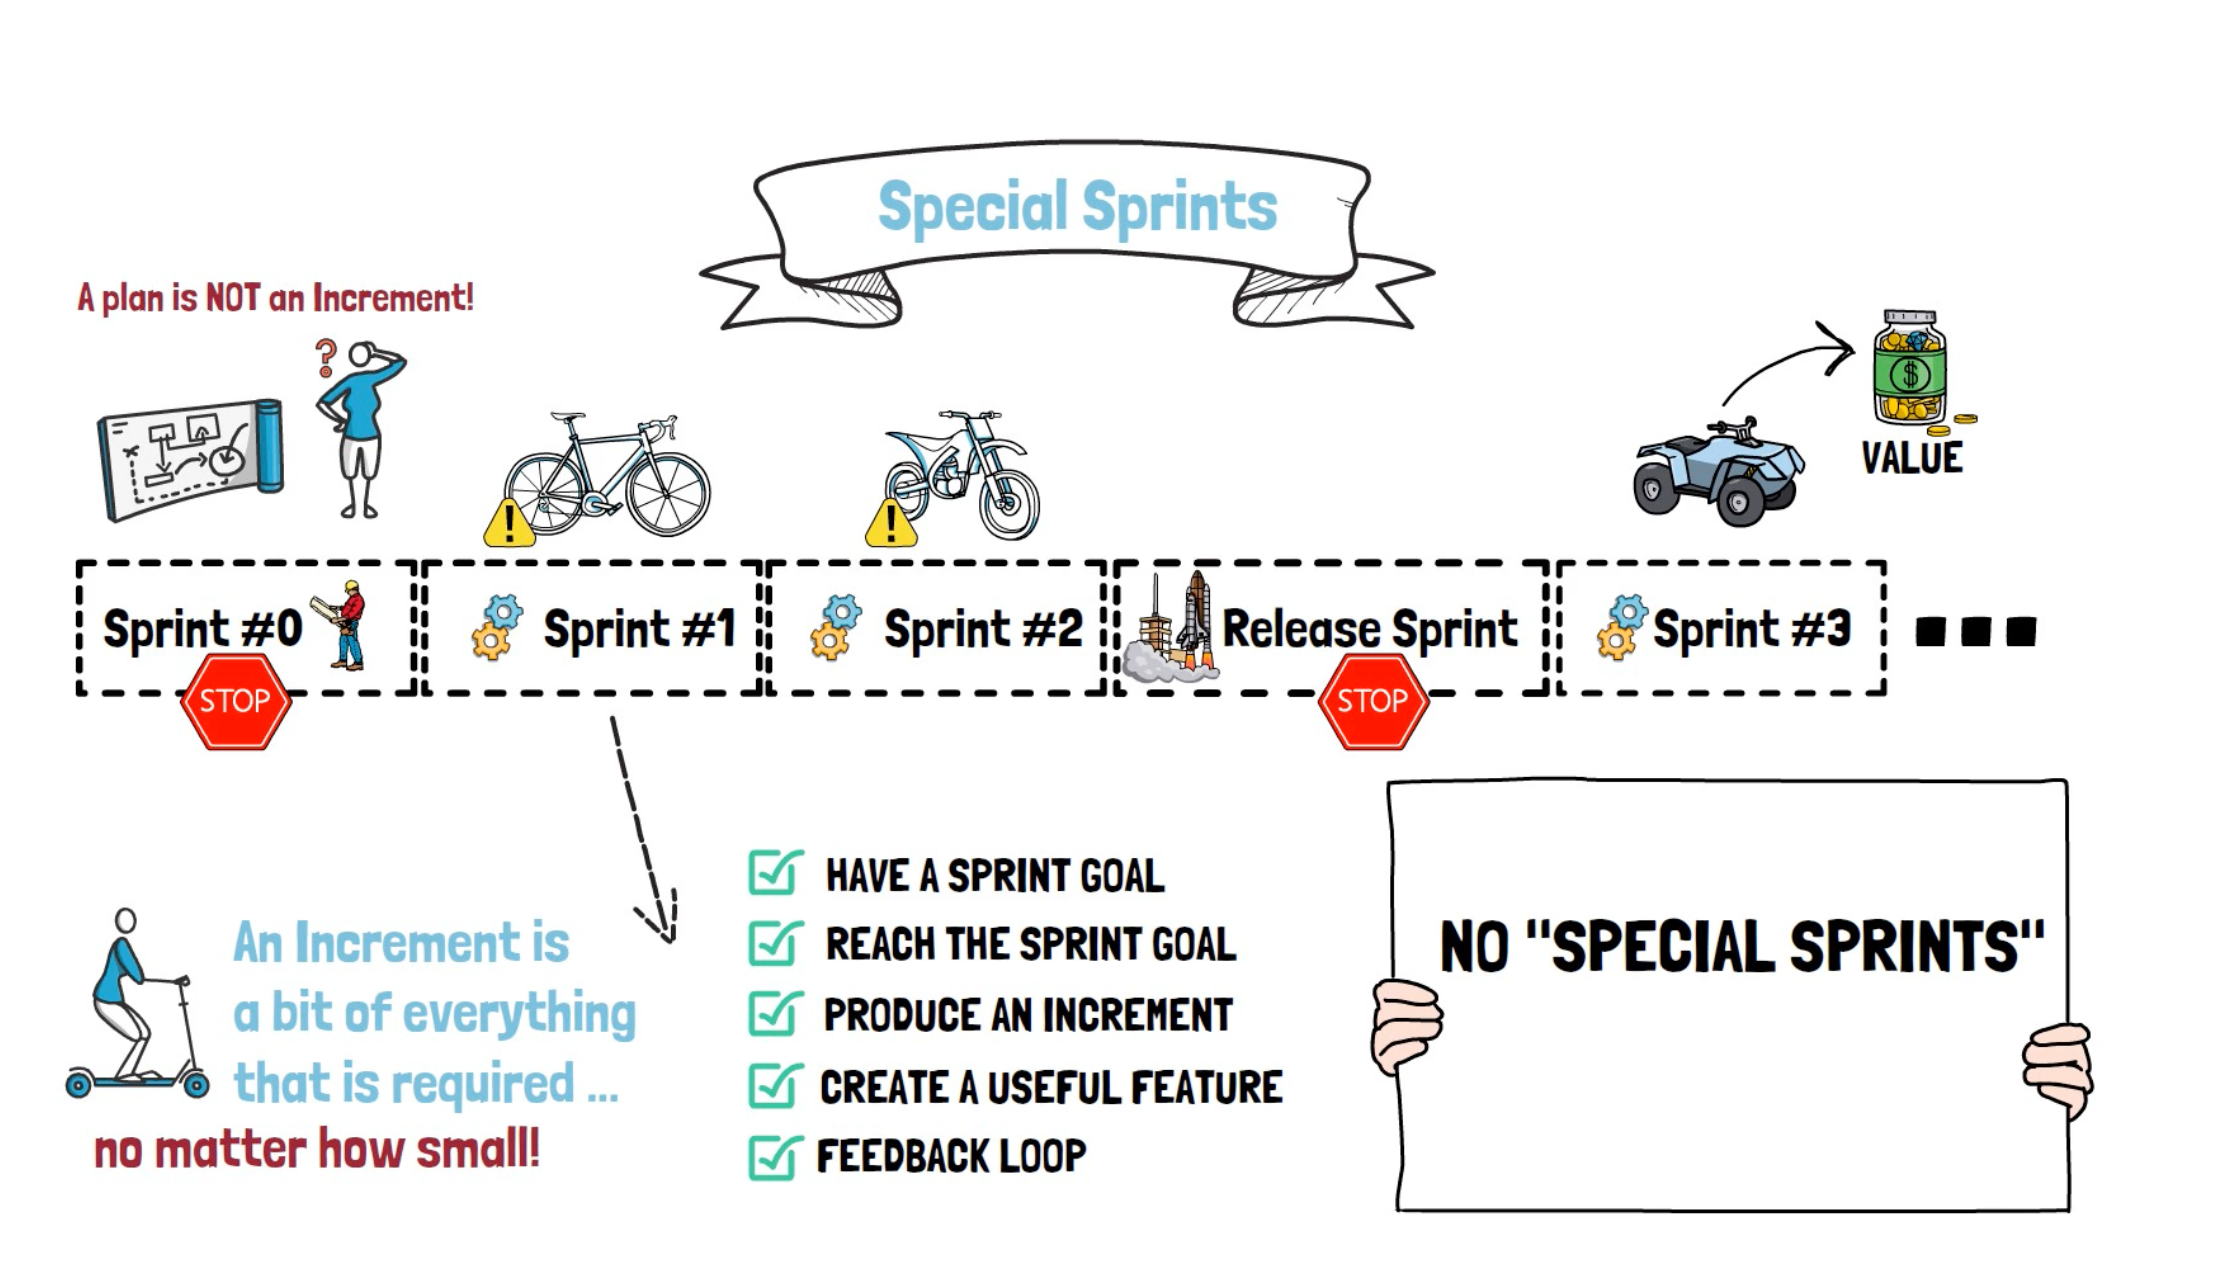 Special Sprints
A plan is NOT an Increment!
?
$
VALUE
!
!
Sprint #0
Sprint #1
Sprint #2
Release Sprint
Sprint #3
...
STOP
STOP
An Increment is
a bit of everything
that is required ...
no matter how small!
HAVE A SPRINT GOAL
REACH THE SPRINT GOAL
PRODUCE AN INCREMENT
CREATE A USEFUL FEATURE
FEEDBACK LOOP
NO "SPECIAL SPRINTS"